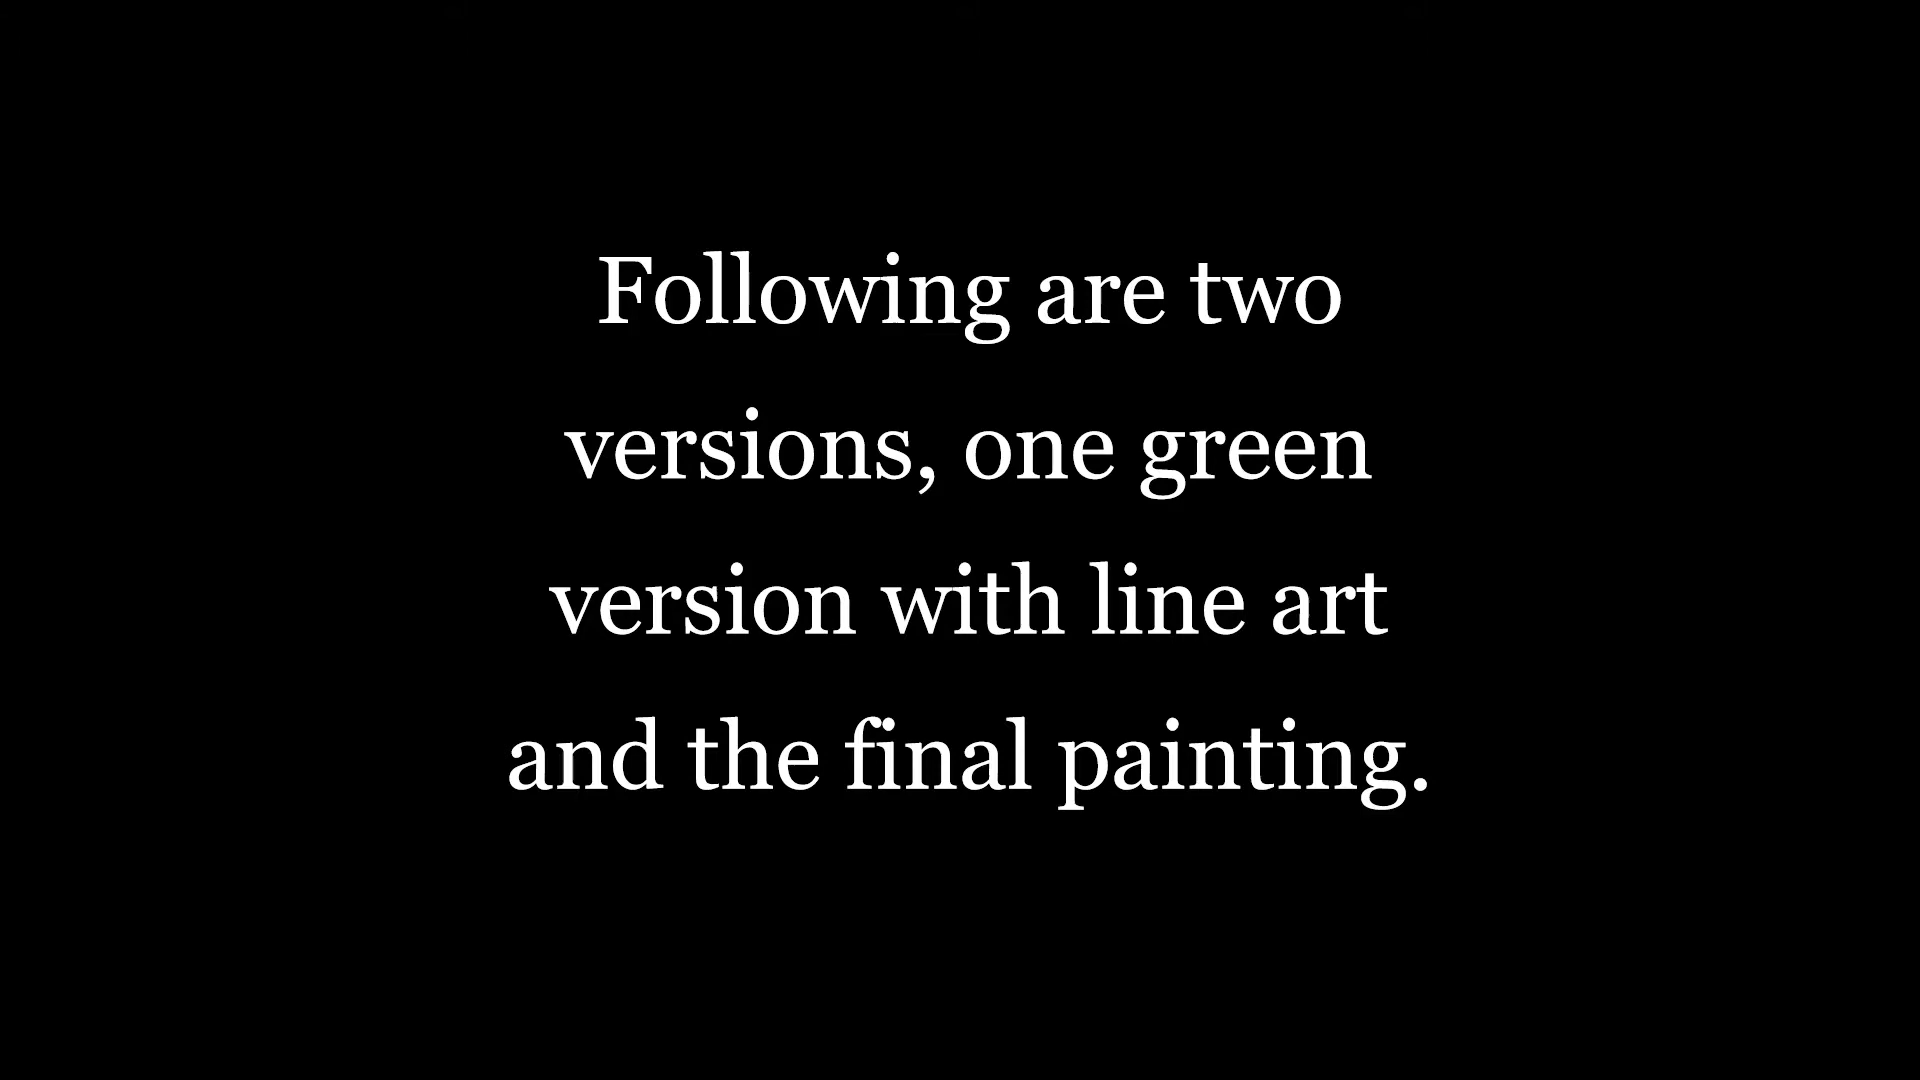 Following are two
versions, one green
version with line art
and the final painting.